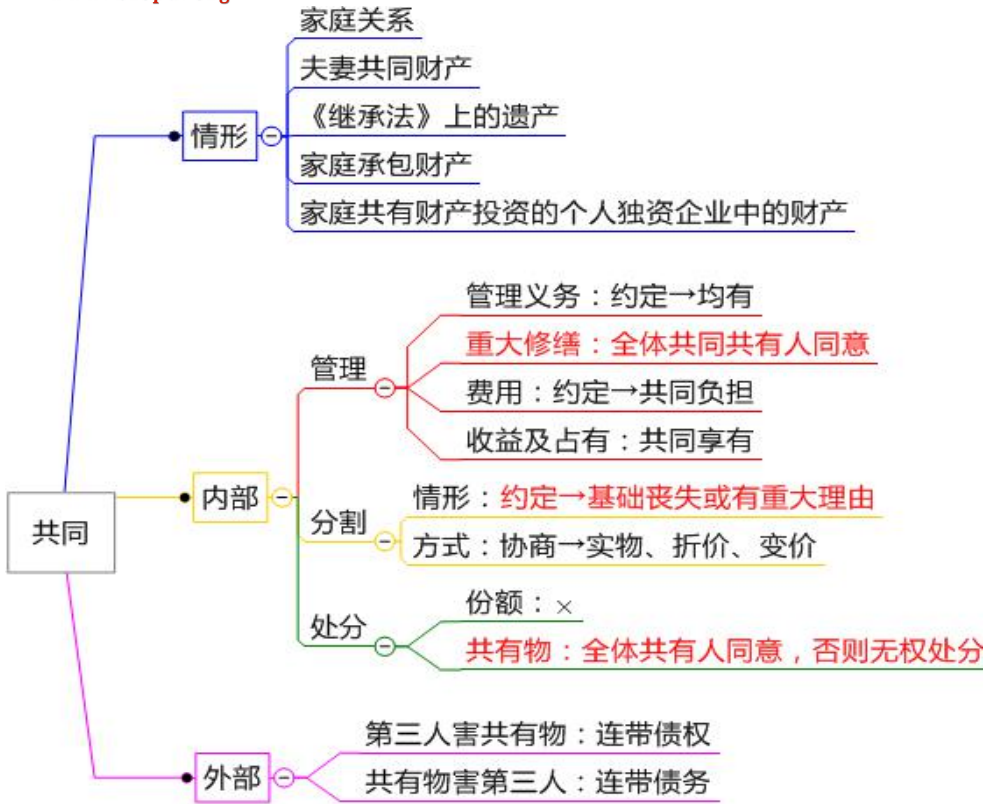 家庭关系
夫妻共同财产
《继承法》上的遗产
情形
家庭承包财产
家庭共有财产投资的个人独资企业中的财产
管理义务：约定→均有
重大修缮：全体共同共有人同意
管理
费用：约定→共同负担
收益及占有：共同享有
内部
情形：约定→基础丧失或有重大理由
分割
方式：协商→实物、折价、变价
共同
份额：×
处分
共有物：全体共有人同意，否则无权处分
第三人害共有物：连带债权
外部
共有物害第三人：连带债务